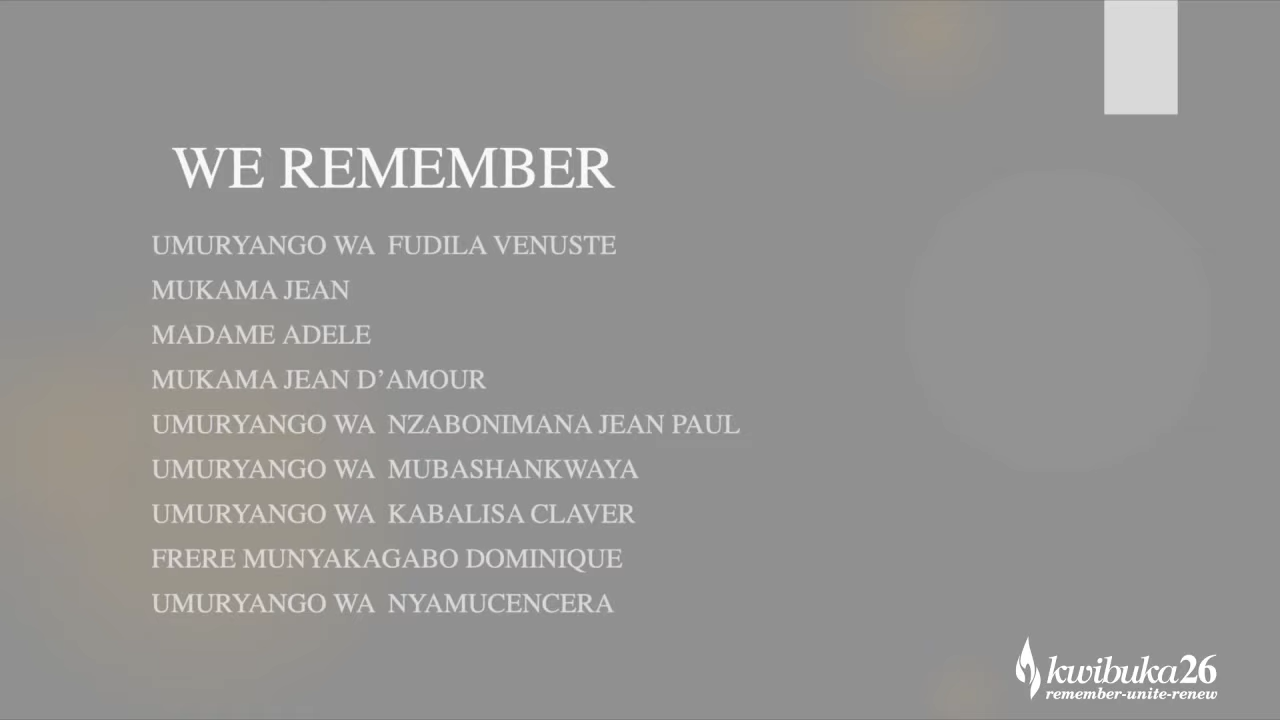 WE REMEMBER
UMURYANGO WA FUDILA VENUSTE
MUKAMA JEAN
MADAME ADELE
MUKAMA JEAN D’AMOUR
UMURYANGO WA NZABONIMANA JEAN PAUL
UMURYANGO WA MUBASHANKWAYA
UMURYANGO WA KABALISA CLAVER
FRERE MUNYAKAGABO DOMINIQUE
UMURYANGO WA NYAMUCENCERA
kwibuka26
remember-unite-renew